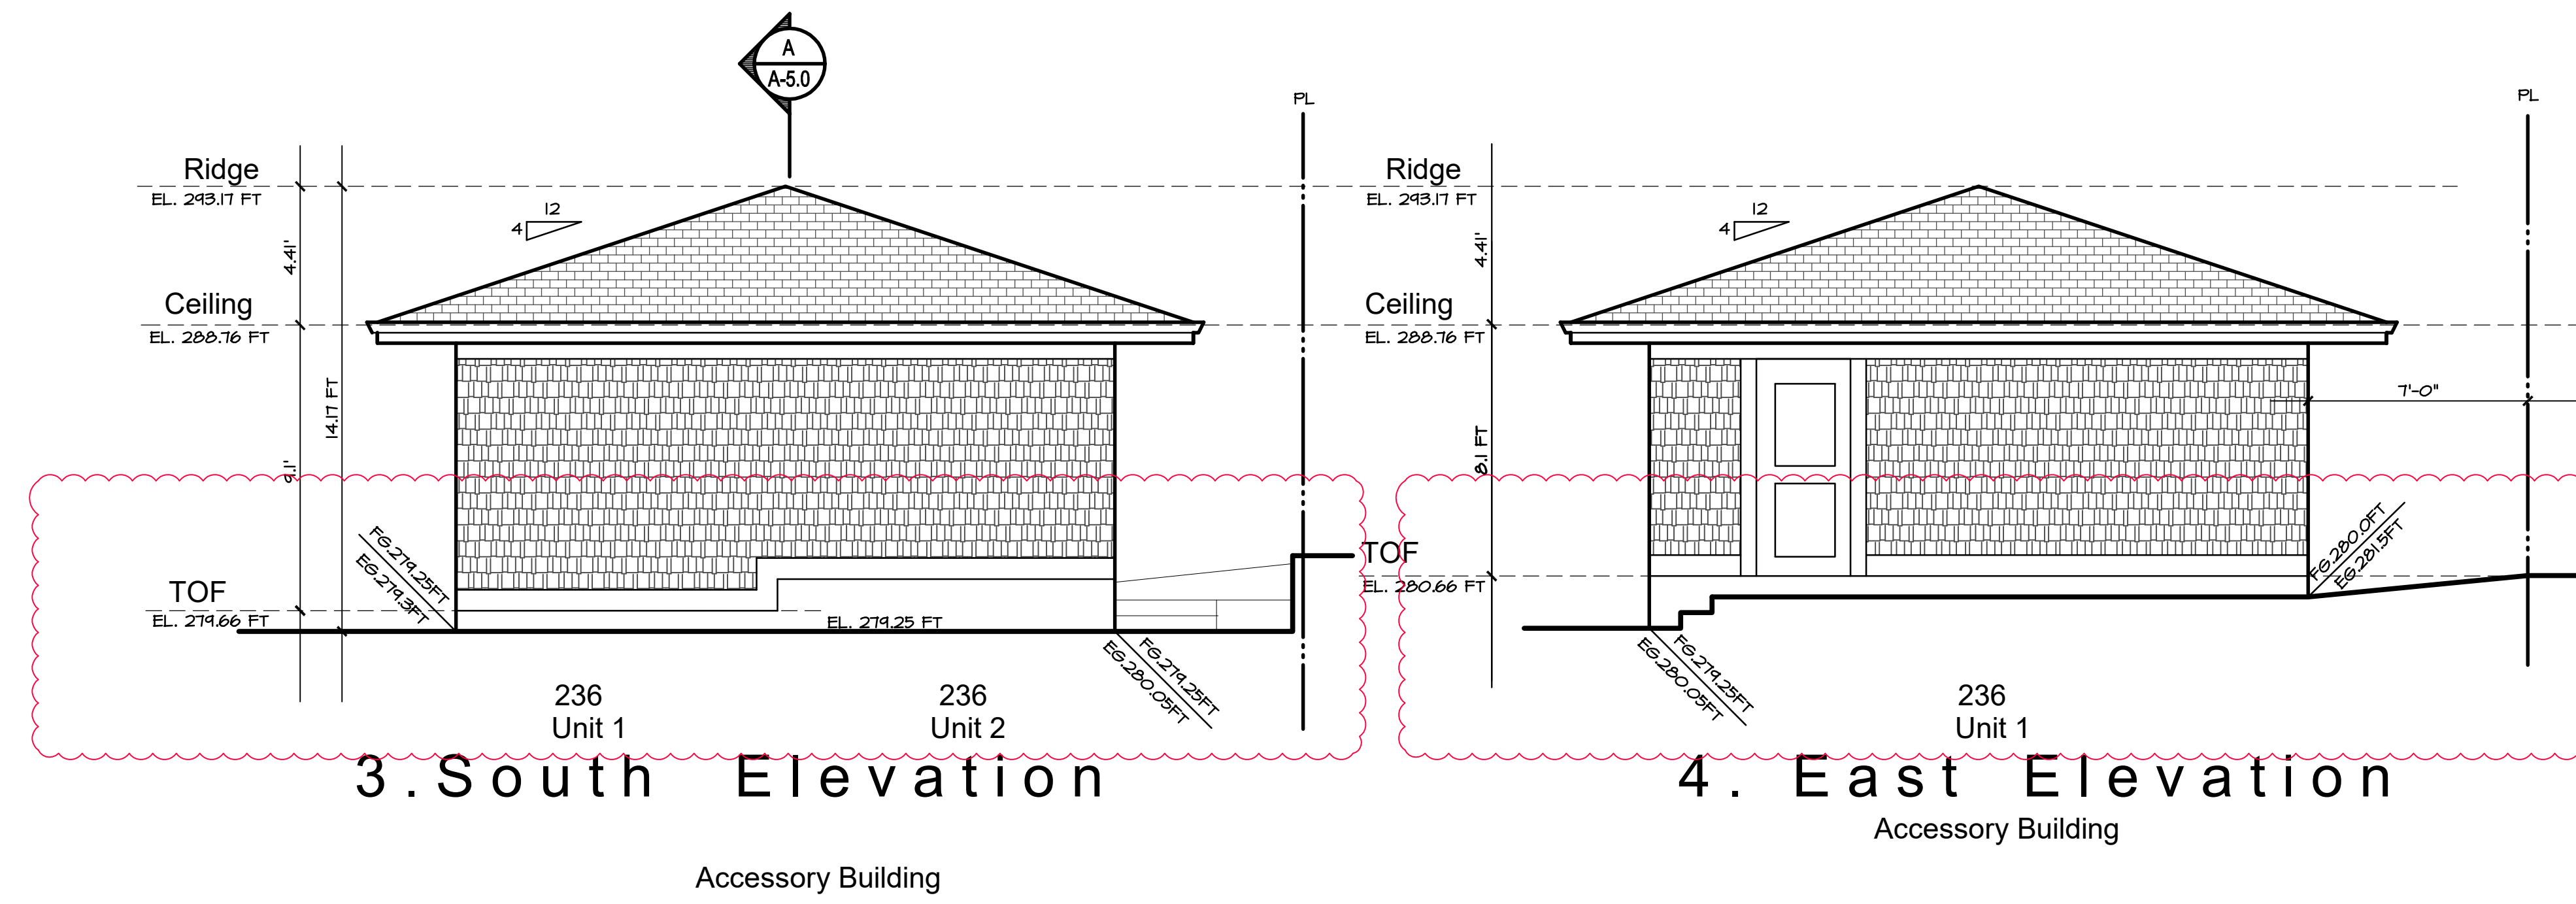 A
A-5.0
PL
Ridge
EL. 293.17 FT
12
4
4.41'
Ceiling
EL. 288.76 FT
14.17 FT
9.1'
FG.279.25FT
EG.279.3FT
TOF
EL. 279.66 FT
EL. 279.25 FT
FG.279.25FT
EG.280.05FT
236
Unit 1
236
Unit 2
3.South Elevation
Accessory Building
PL
Ridge
EL. 293.17 FT
12
4
4.41'
Ceiling
EL. 288.76 FT
7'-0"
8.1 FT
FG.280.0FT
EG.281.5FT
TOF
EL. 280.66 FT
FG.279.25FT
EG.280.05FT
236
Unit 1
4. East Elevation
Accessory Building